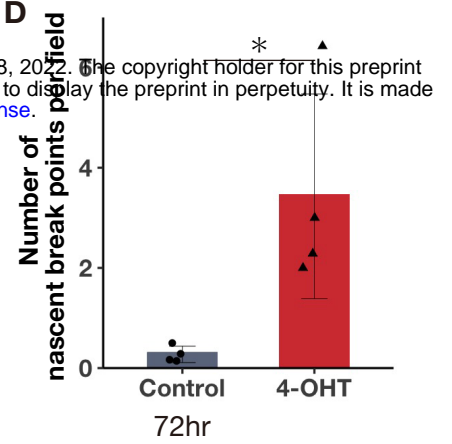 D
8, 2022. The copyright holder for this preprint
to display the preprint in perpetuity. It is made
nse.
Number of
nascent break points per field
*
6
4
2
0
Control 4-OHT
72hr